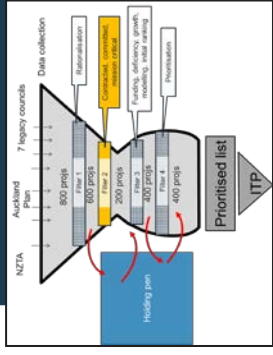 NZTA
Auckland
Plan
7 legacy councils
Data collection
800 projs
Filter 1
Rationalisation
600 projs
Filter 2
Contracted, committed,
mission critical
200 projs
Filter 3
Funding, deficiency, growth,
modelling, initial ranking
400 projs
Filter 4
Prioritisation
400 projs
Holding pen
Prioritised list
ITP